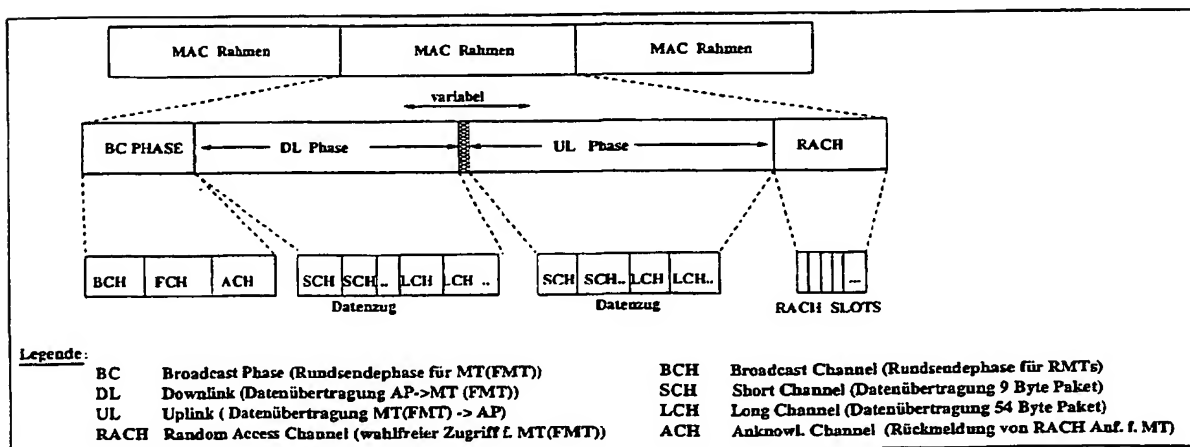 MAC Rahmen MAC Rahmen MAC Rahmen
variabel
BC PHASE DL Phase UL Phase RACH
BCH FCH ACH SCH SCH .. LCH LCH .. SCH SCH.. LCH LCH.. ...
Datenzug Datenzug RACH SLOTS
Legende:
BC Broadcast Phase (Rundsendephase für MT(FMT))
DL Downlink (Datenübertragung AP->MT (FMT))
UL Uplink ( Datenübertragung MT(FMT) -> AP)
RACH Random Access Channel (wahlfreier Zugriff f. MT(FMT))
BCH Broadcast Channel (Rundsendephase für RMTs)
SCH Short Channel (Datenübertragung 9 Byte Paket)
LCH Long Channel (Datenübertragung 54 Byte Paket)
ACH Anknowl. Channel (Rückmeldung von RACH Anf. f. MT)